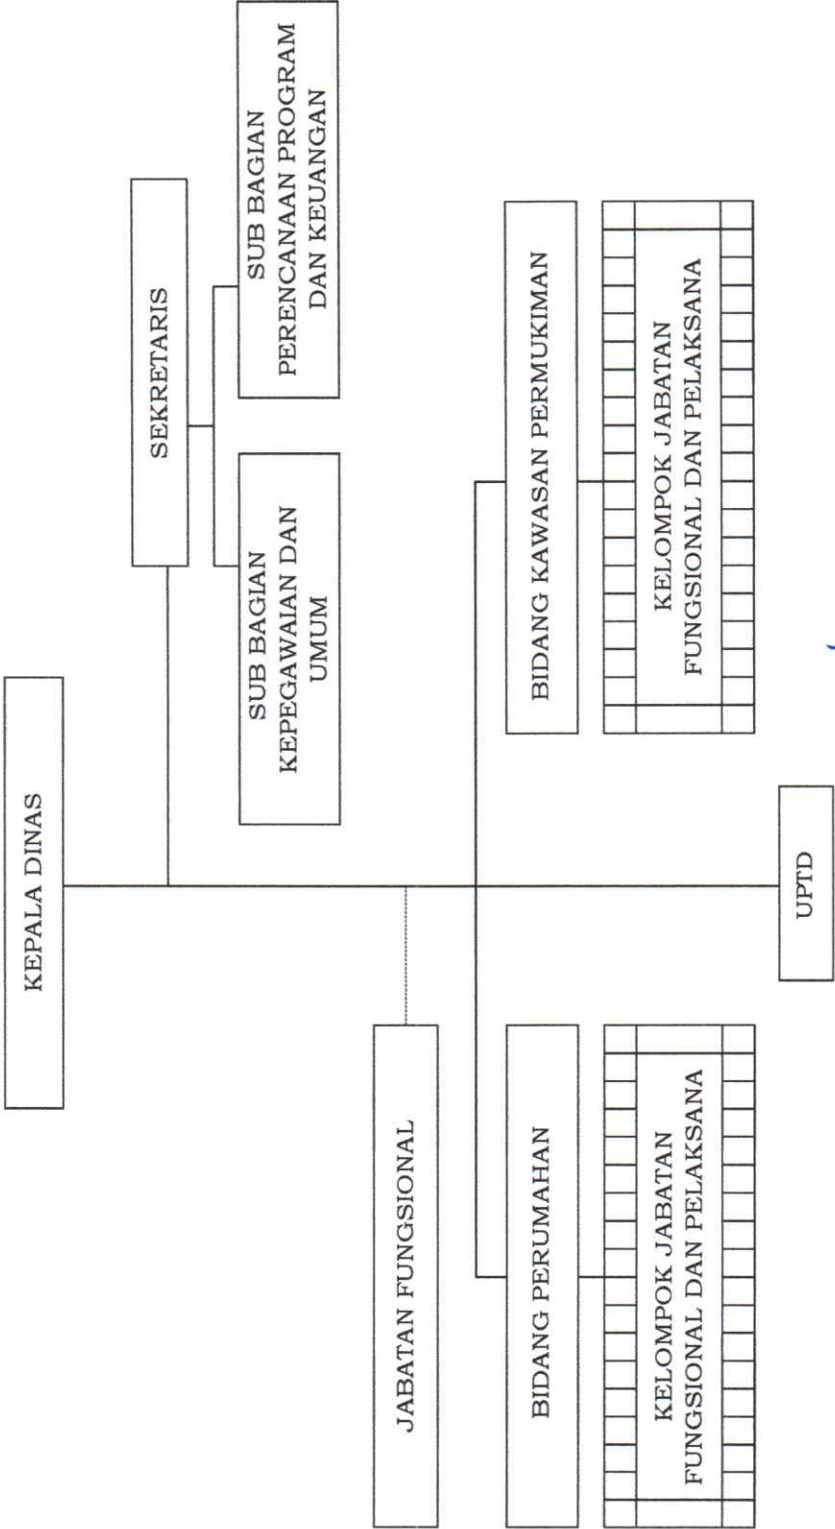 KEPALA DINAS
SEKRETARIS
SUB BAGIAN
KEPEGAWAIAN DAN
UMUM
SUB BAGIAN
PERENCANAAN PROGRAM
DAN KEUANGAN
JABATAN FUNGSIONAL
BIDANG PERUMAHAN
KELOMPOK JABATAN
FUNGSIONAL DAN PELAKSANA
BIDANG KAWASAN PERMUKIMAN
KELOMPOK JABATAN
FUNGSIONAL DAN PELAKSANA
UPTD